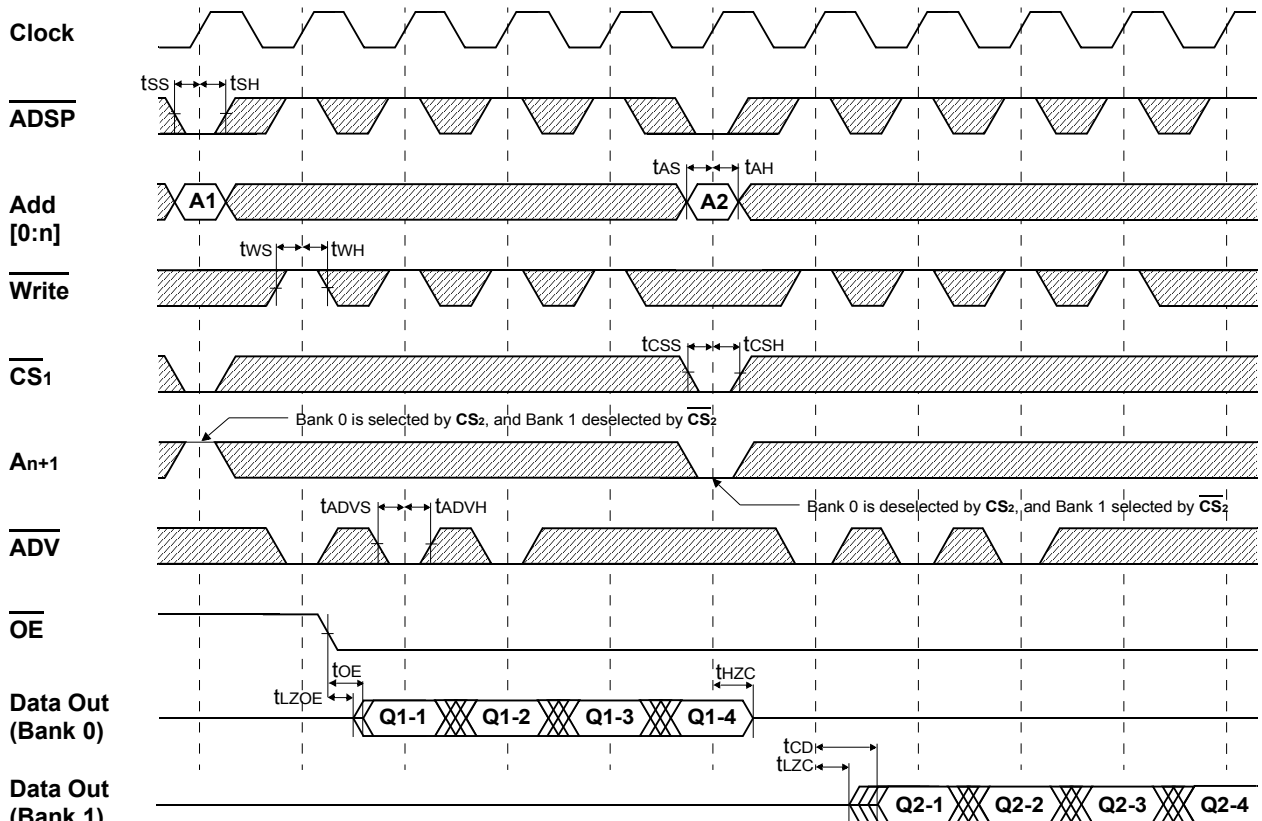 Clock
tSS tSH
ADSP
tAS tAH
Add
[0:n]
A1 A2
tWS tWH
Write
tCSS tCSH
CS1
Bank 0 is selected by CS2, and Bank 1 deselected by CS2
An+1
Bank 0 is deselected by CS2, and Bank 1 selected by CS2
tADVS tADVH
ADV
OE
tOE tHZC
tLZOE
Data Out
(Bank 0)
Q1-1 Q1-2 Q1-3 Q1-4
tCD
tLZC
Data Out
(Bank 1)
Q2-1 Q2-2 Q2-3 Q2-4